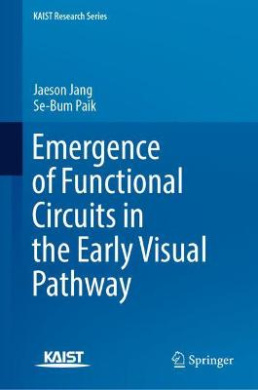 KAIST Research Series
Jaeson Jang
Se-Bum Paik
Emergence
of Functional
Circuits in
the Early Visual
Pathway
KAIST
Springer